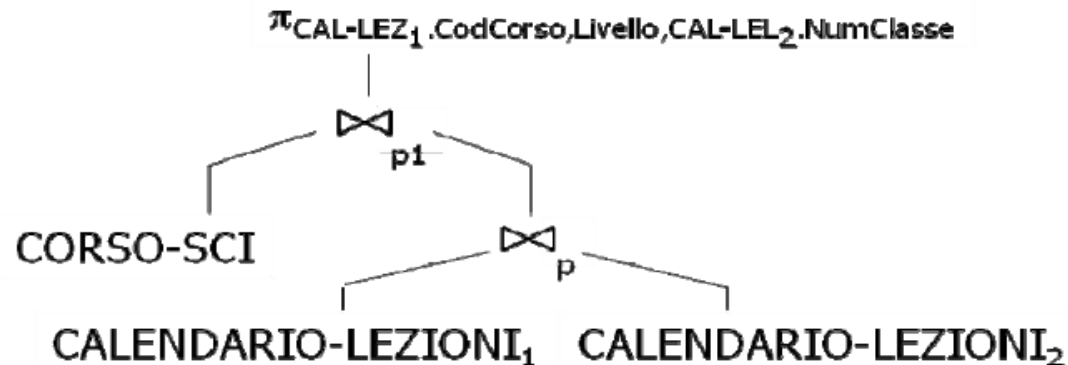 πCAL-LEZ₁.CodCorso,Livello,CAL-LEL₂.NumClasse
⋈p1
CORSO-SCI
⋈p
CALENDARIO-LEZIONI₁ CALENDARIO-LEZIONI₂